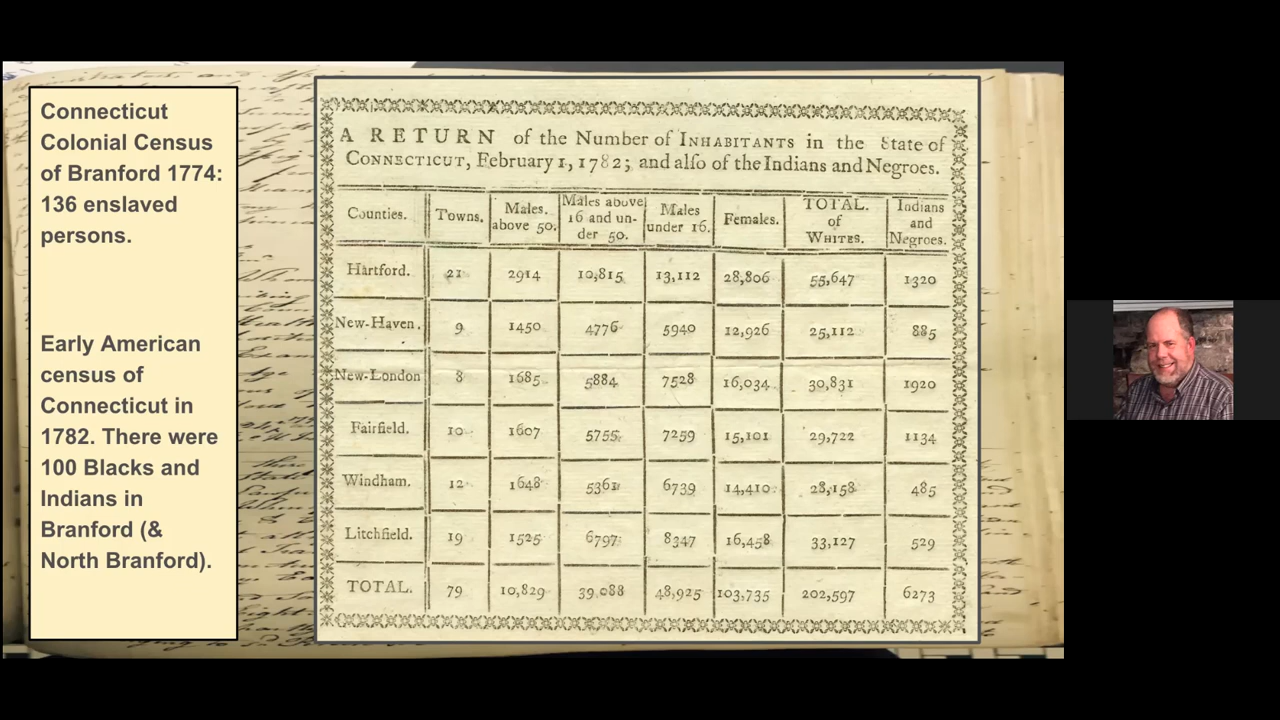 Connecticut
Colonial Census
of Branford 1774:
136 enslaved
persons.
Early American
census of
Connecticut in
1782. There were
100 Blacks and
Indians in
Branford (&
North Branford).
A RETURN of the Number of INHABITANTS in the State of
CONNECTICUT, February 1, 1782; and alſo of the Indians and Negroes.
Counties. Towns. Males above 50. Males above 16 and un-der 50. Males under 16. Females. TOTAL. of WHITES. Indians and Negroes.
Hartford. 21 2914 10,815 13,112 28,806 55,647 1320
New-Haven. 9 1450 4776 5940 12,926 25,112 885
New-London 8 1685 5884 7528 16,034 30,831 1920
Fairfield. 10 1607 5755 7259 15,101 29,722 1134
Windham. 12 1648 5361 6739 14,410 28,158 485
Litchfield. 19 1525 6797 8347 16,458 33,127 529
TOTAL. 79 10,829 39,088 48,925 103,735 202,597 6273